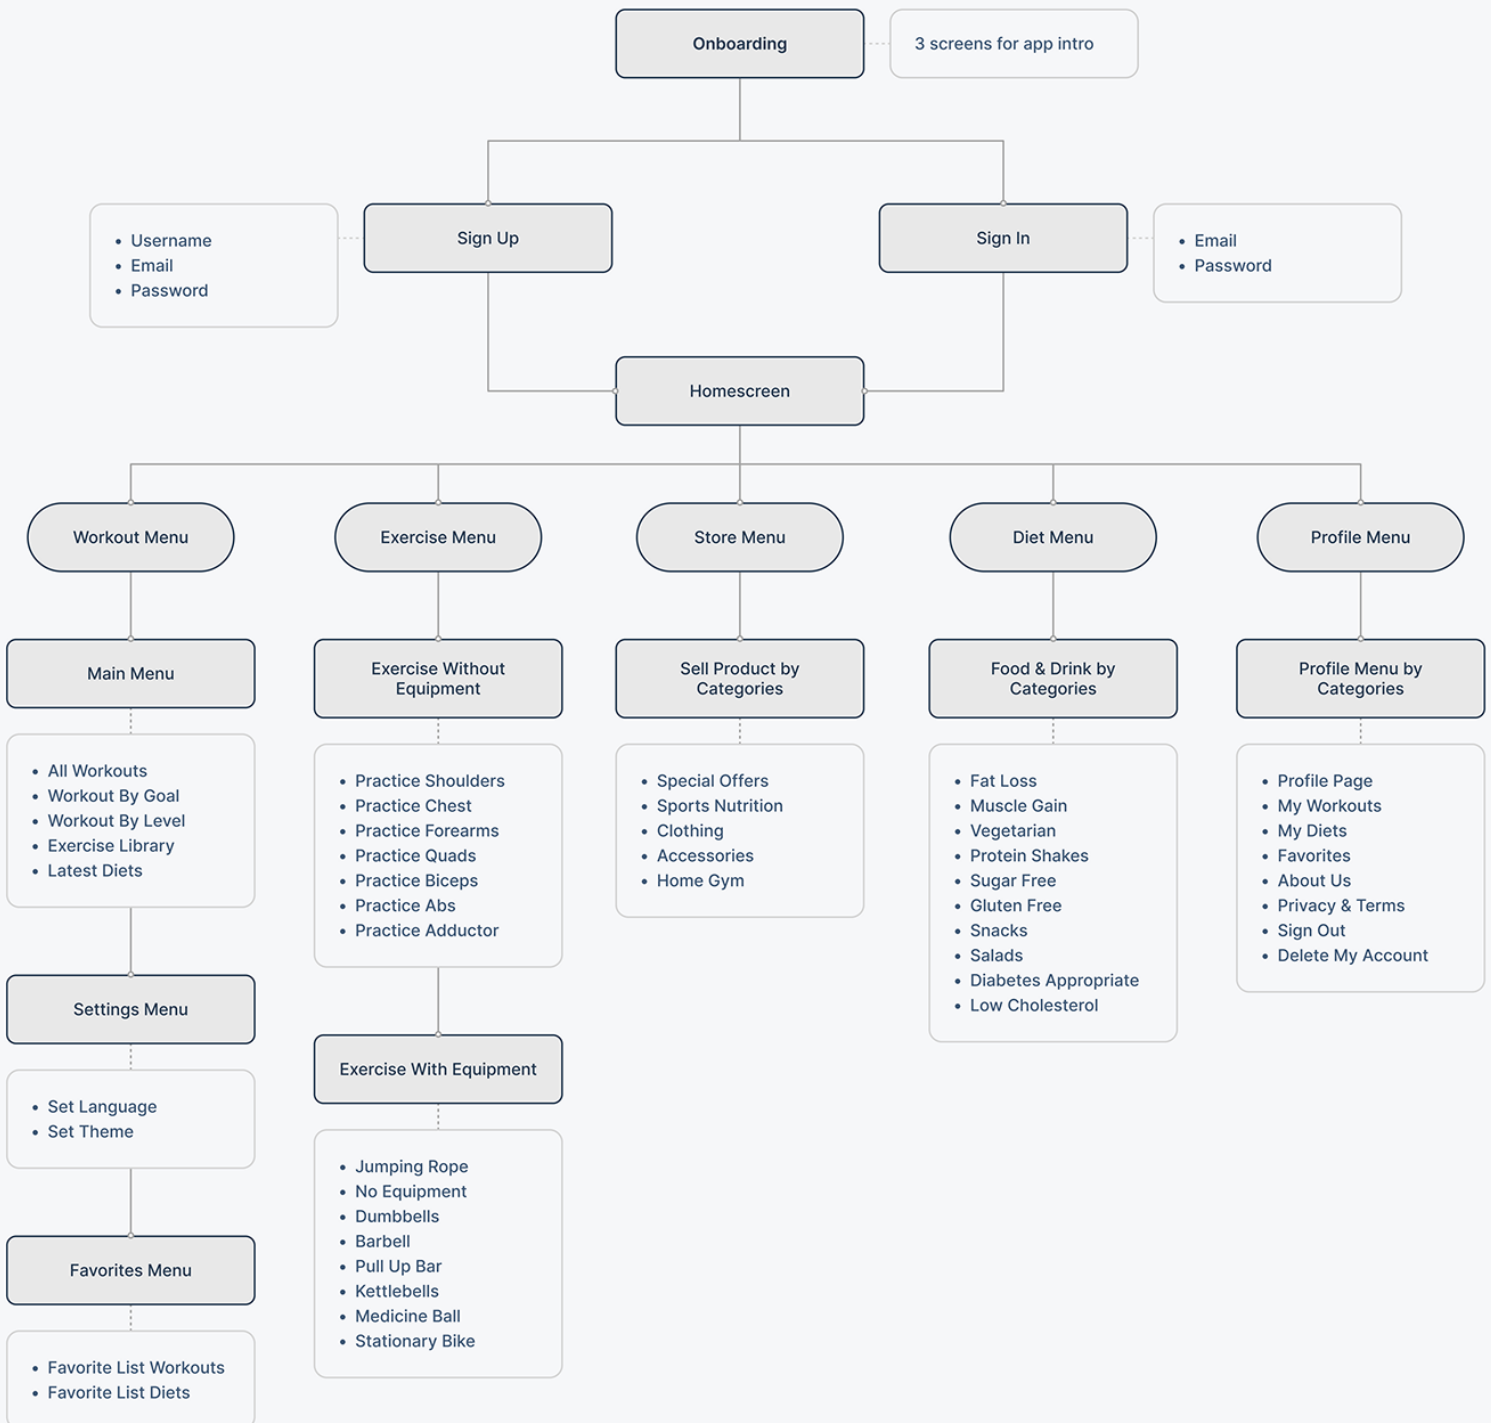 Onboarding
3 screens for app intro
Sign Up
• Username
• Email
• Password
Sign In
• Email
• Password
Homescreen
Workout Menu
Exercise Menu
Store Menu
Diet Menu
Profile Menu
Main Menu
• All Workouts
• Workout By Goal
• Workout By Level
• Exercise Library
• Latest Diets
Settings Menu
• Set Language
• Set Theme
Favorites Menu
• Favorite List Workouts
• Favorite List Diets
Exercise Without
Equipment
• Practice Shoulders
• Practice Chest
• Practice Forearms
• Practice Quads
• Practice Biceps
• Practice Abs
• Practice Adductor
Exercise With Equipment
• Jumping Rope
• No Equipment
• Dumbbells
• Barbell
• Pull Up Bar
• Kettlebells
• Medicine Ball
• Stationary Bike
Sell Product by
Categories
• Special Offers
• Sports Nutrition
• Clothing
• Accessories
• Home Gym
Food & Drink by
Categories
• Fat Loss
• Muscle Gain
• Vegetarian
• Protein Shakes
• Sugar Free
• Gluten Free
• Snacks
• Salads
• Diabetes Appropriate
• Low Cholesterol
Profile Menu by
Categories
• Profile Page
• My Workouts
• My Diets
• Favorites
• About Us
• Privacy & Terms
• Sign Out
• Delete My Account